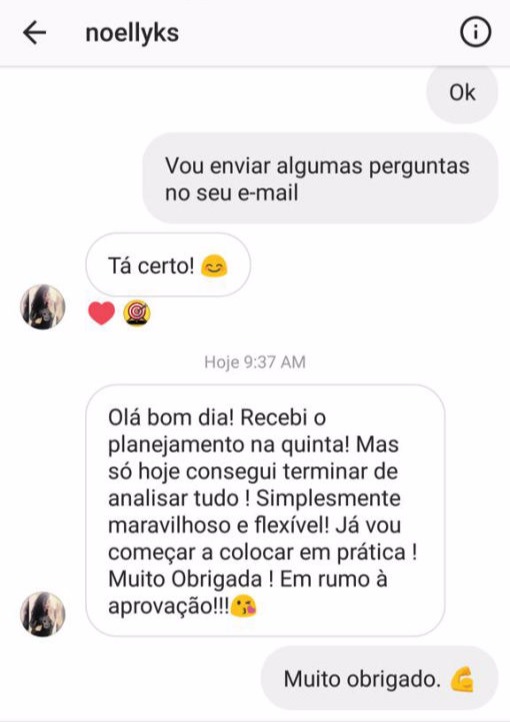 noellyks
Ok
Vou enviar algumas perguntas
no seu e-mail
Tá certo! 😊
❤️ 🎯
Hoje 9:37 AM
Olá bom dia! Recebi o
planejamento na quinta! Mas
só hoje consegui terminar de
analisar tudo ! Simplesmente
maravilhoso e flexível! Já vou
começar a colocar em prática !
Muito Obrigada ! Em rumo à
aprovação!!!😘
Muito obrigado. 💪